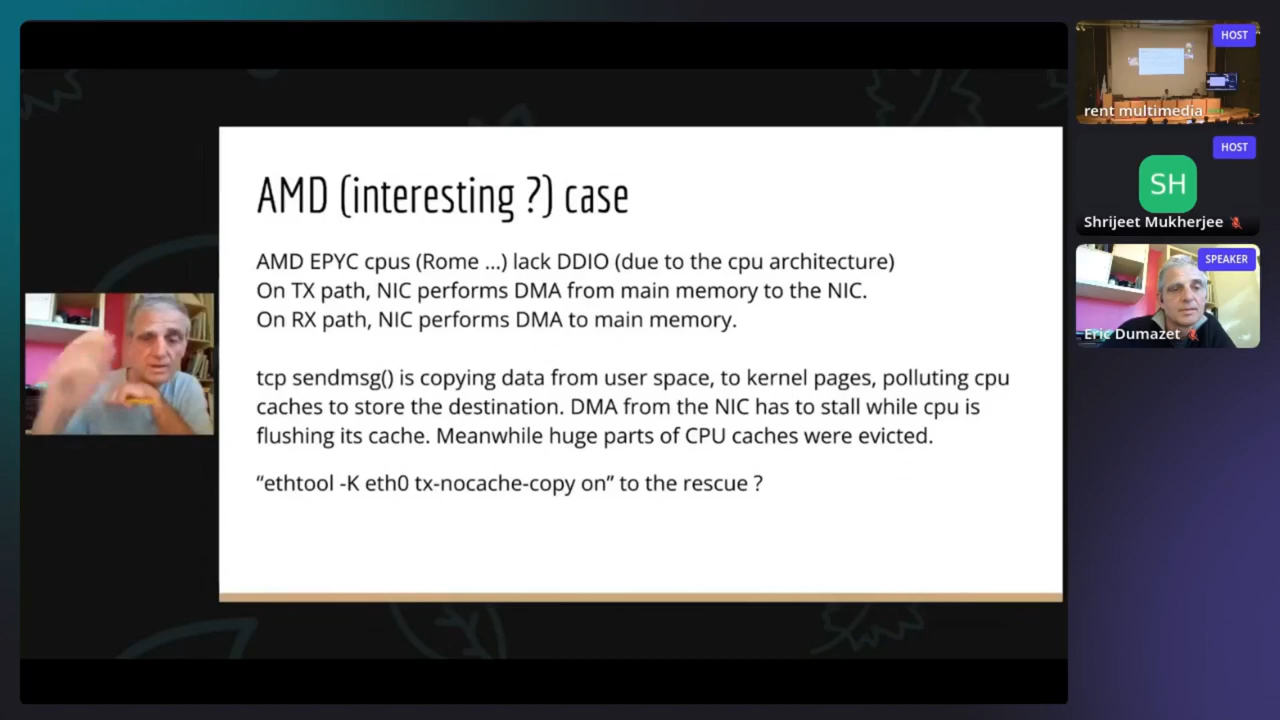 AMD (interesting ?) case
AMD EPYC cpus (Rome ...) lack DDIO (due to the cpu architecture)
On TX path, NIC performs DMA from main memory to the NIC.
On RX path, NIC performs DMA to main memory.
tcp sendmsg() is copying data from user space, to kernel pages, polluting cpu
caches to store the destination. DMA from the NIC has to stall while cpu is
flushing its cache. Meanwhile huge parts of CPU caches were evicted.
“ethtool -K eth0 tx-nocache-copy on” to the rescue ?
HOST
rent multimedia
HOST
SH
Shrijeet Mukherjee
SPEAKER
Eric Dumazet